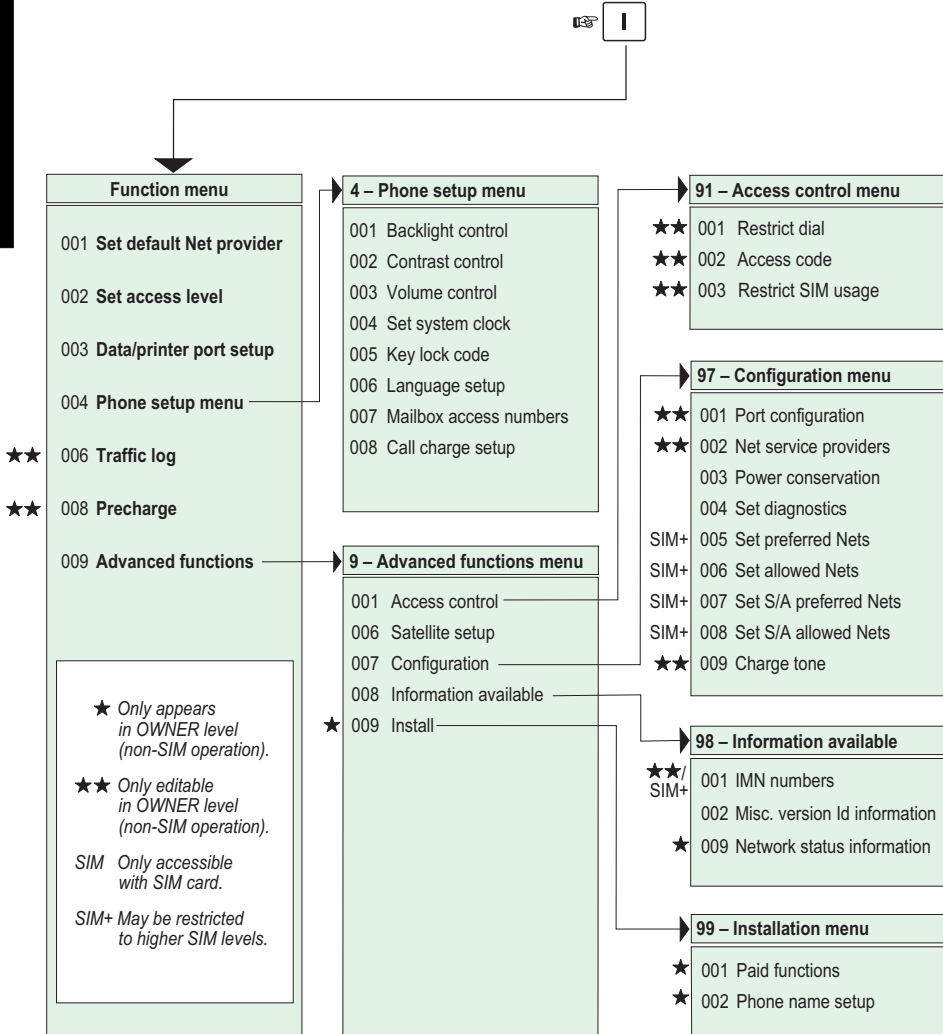 ☞ I
Function menu
001 Set default Net provider
002 Set access level
003 Data/printer port setup
004 Phone setup menu
★★ 006 Traffic log
★★ 008 Precharge
009 Advanced functions
★ Only appears
in OWNER level
(non-SIM operation).
★★ Only editable
in OWNER level
(non-SIM operation).
SIM Only accessible
with SIM card.
SIM+ May be restricted
to higher SIM levels.
4 – Phone setup menu
001 Backlight control
002 Contrast control
003 Volume control
004 Set system clock
005 Key lock code
006 Language setup
007 Mailbox access numbers
008 Call charge setup
9 – Advanced functions menu
001 Access control
006 Satellite setup
007 Configuration
008 Information available
★ 009 Install
91 – Access control menu
★★ 001 Restrict dial
★★ 002 Access code
★★ 003 Restrict SIM usage
97 – Configuration menu
★★ 001 Port configuration
★★ 002 Net service providers
003 Power conservation
004 Set diagnostics
SIM+ 005 Set preferred Nets
SIM+ 006 Set allowed Nets
SIM+ 007 Set S/A preferred Nets
SIM+ 008 Set S/A allowed Nets
★★ 009 Charge tone
98 – Information available
★★/
SIM+ 001 IMN numbers
002 Misc. version Id information
★ 009 Network status information
99 – Installation menu
★ 001 Paid functions
★ 002 Phone name setup